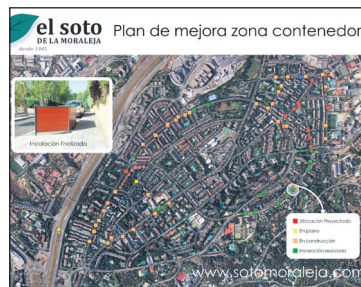 el soto
DE LA MORALEJA
desde 1985
Plan de mejora zona contenedor
Instalación finalizada
Ubicación Proyectada
En plano
En construcción
Instalación realizada
www.sotomoraleja.com